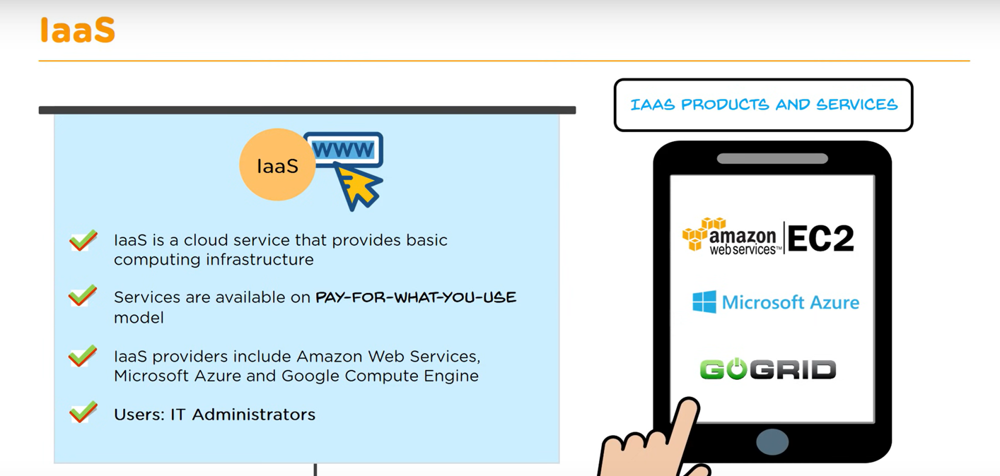 IaaS
IaaS
WWW
IaaS is a cloud service that provides basic
computing infrastructure
Services are available on PAY-FOR-WHAT-YOU-USE
model
IaaS providers include Amazon Web Services,
Microsoft Azure and Google Compute Engine
Users: IT Administrators
IAAS PRODUCTS AND SERVICES
amazon
web services™ EC2
Microsoft Azure
GOGRID